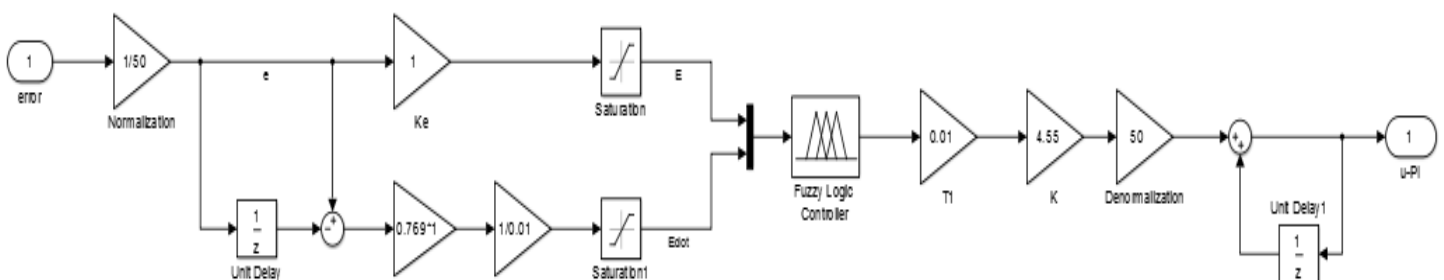 1
error
1/50
Normalization
e
1
Ke
Saturation
E
1
z
Unit Delay
0.769*1
1/0.01
Saturation1
Edot
Fuzzy Logic
Controller
0.01
T1
4.55
K
50
Denormalization
1
u-PI
Unit Delay1
1
z